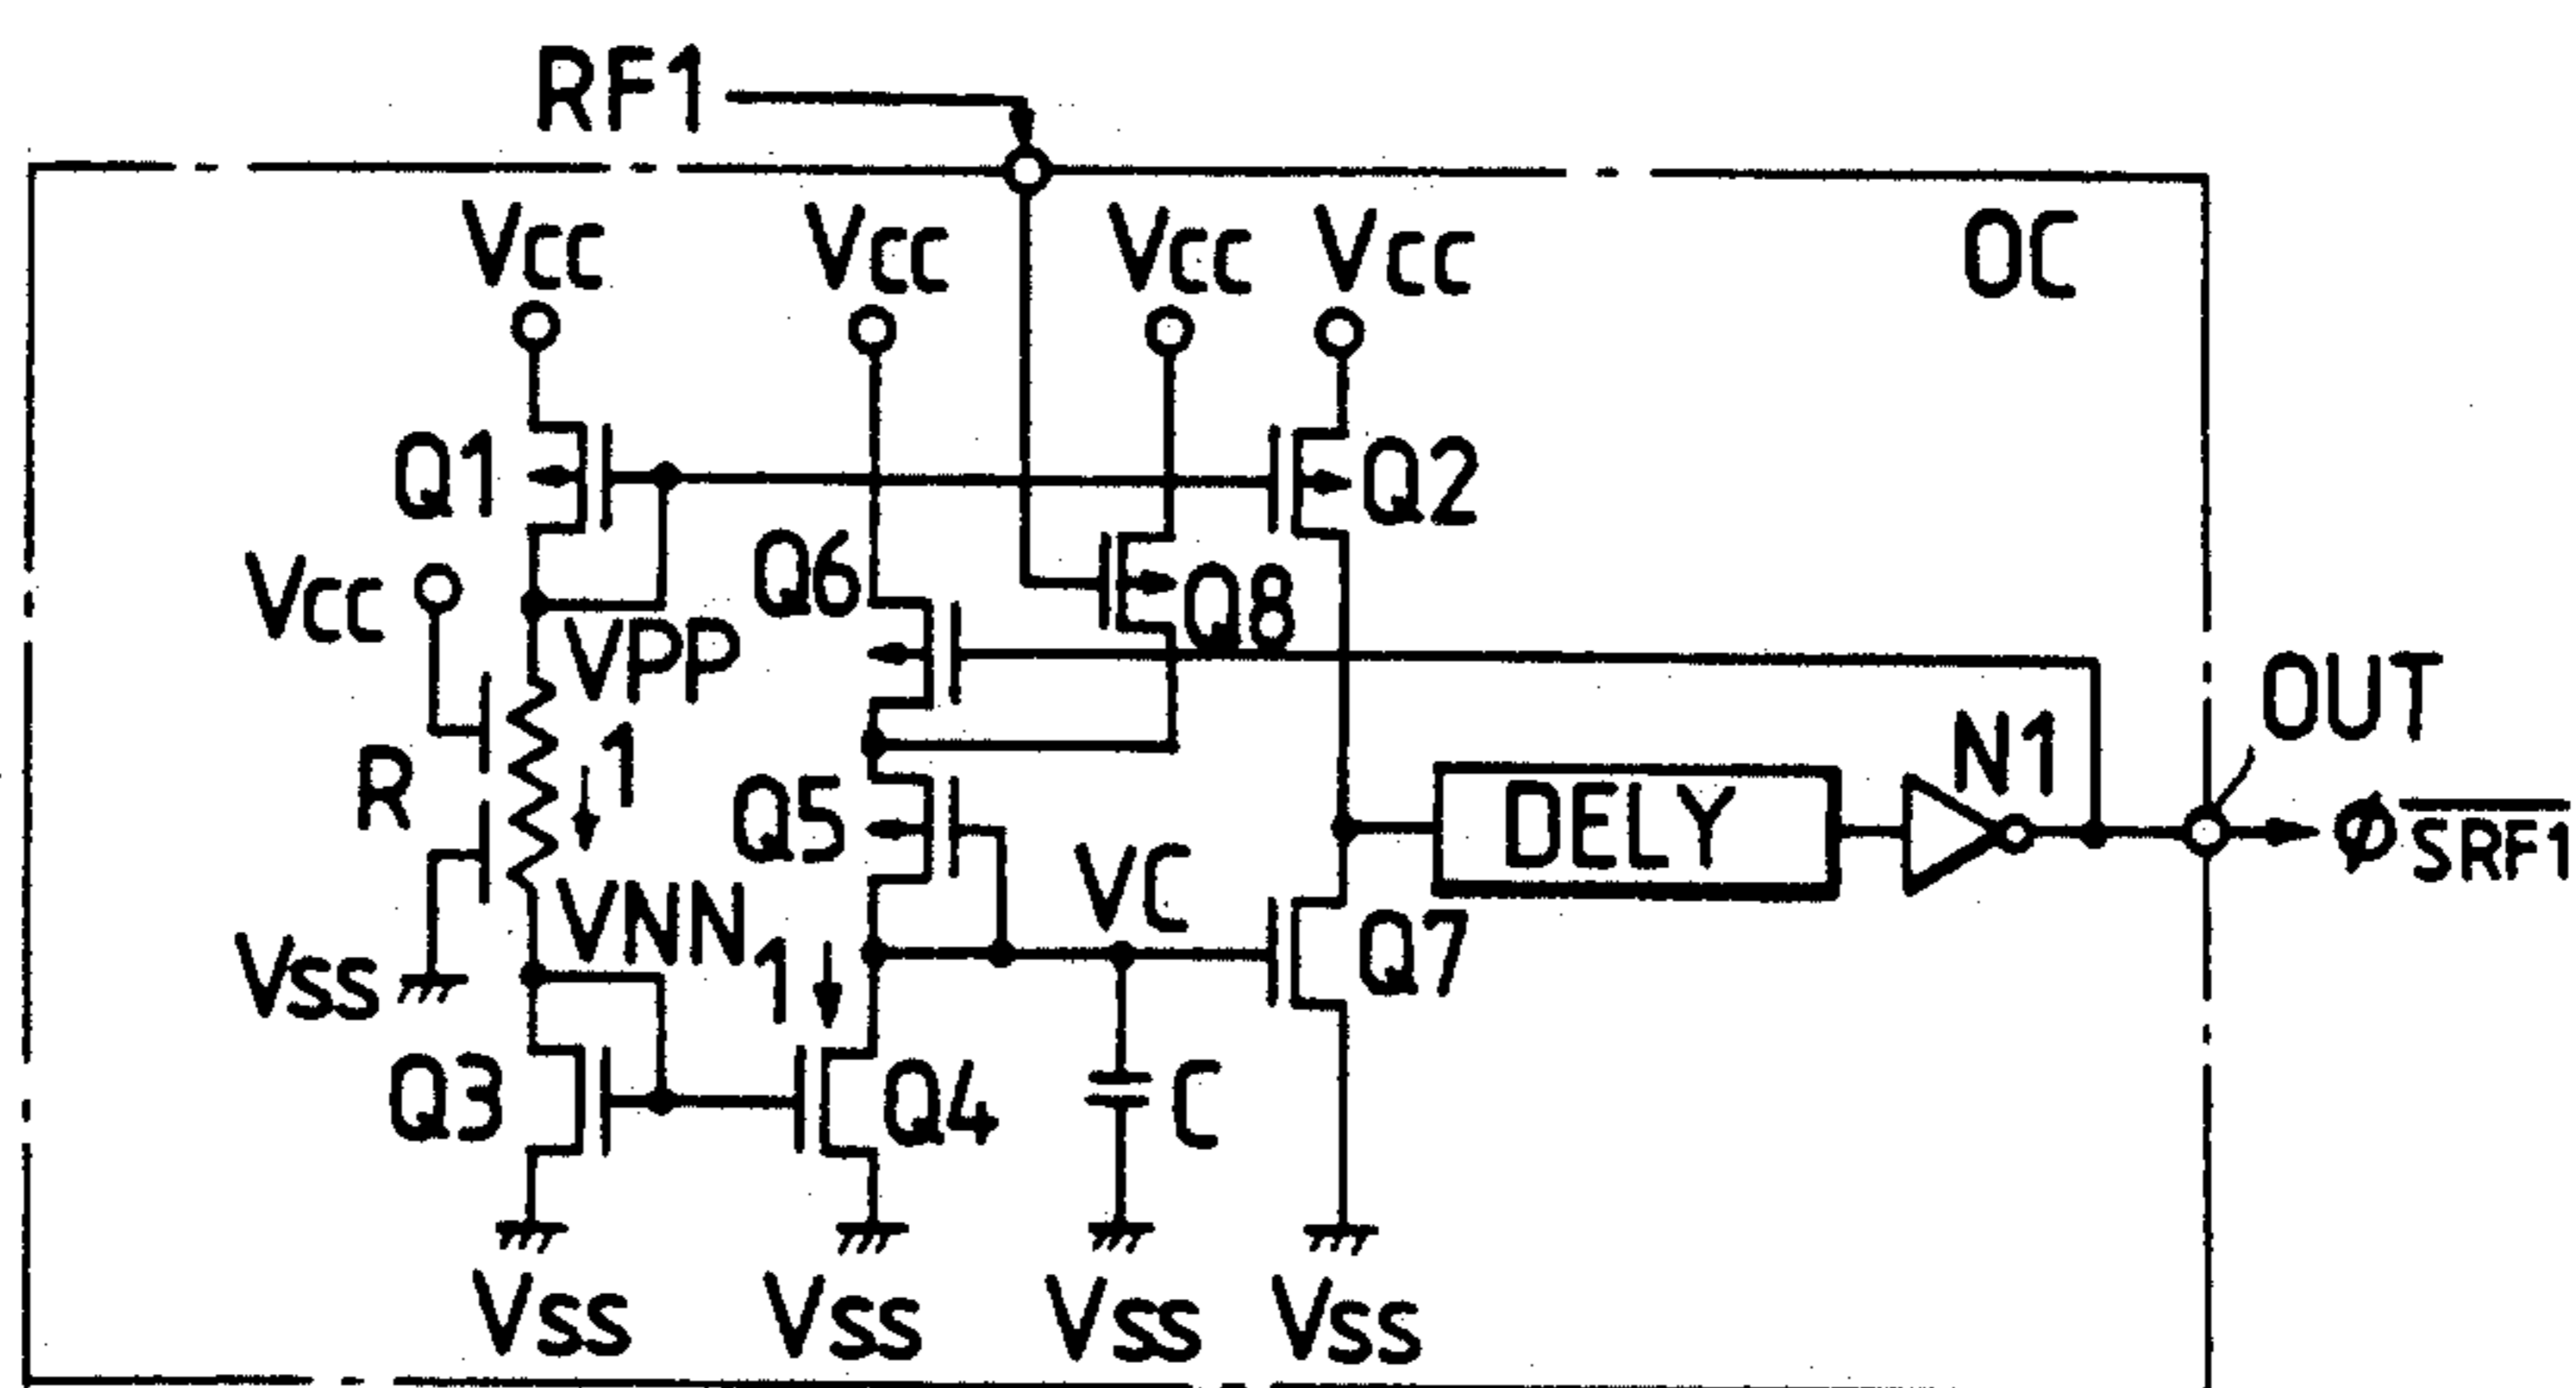 RF1
OC
Vcc
Vcc
Vcc
Vcc
Q1
Q2
Q6
Q8
Vcc
VPP
R
1
Q5
VC
DELY
N1
OUT
φSRF1
VNN
1
Q7
Vss
Q3
Q4
C
Vss
Vss
Vss
Vss